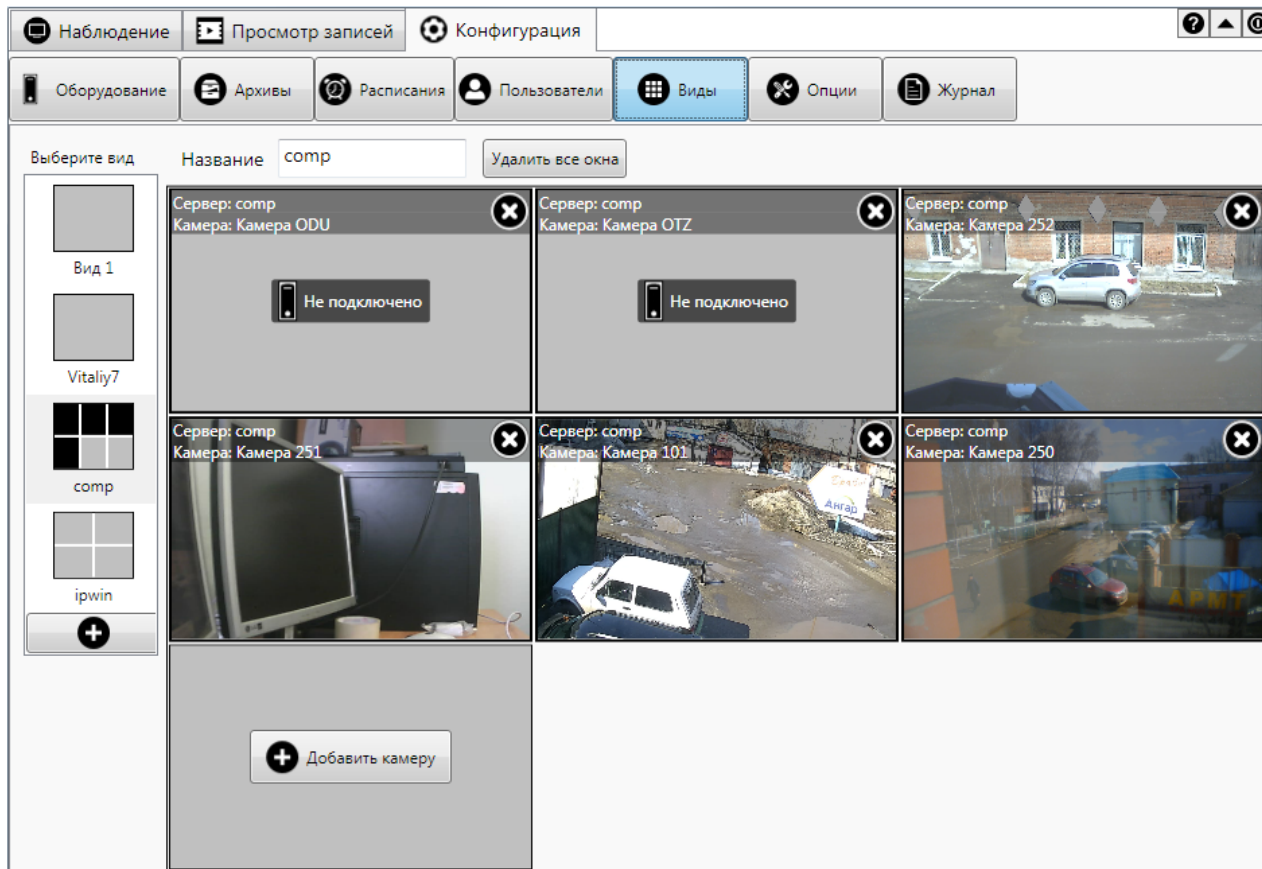 Наблюдение
Просмотр записей
Конфигурация
Оборудование
Архивы
Расписания
Пользователи
Виды
Опции
Журнал
Выберите вид
Название
comp
Удалить все окна
Вид 1
Vitaliy7
comp
ipwin
Сервер: comp
Камера: Камера ODU
Не подключено
Сервер: comp
Камера: Камера OTZ
Не подключено
Сервер: comp
Камера: Камера 252
Сервер: comp
Камера: Камера 251
Сервер: comp
Камера: Камера 101
Ангар
Сервер: comp
Камера: Камера 250
АРМТ
Добавить камеру